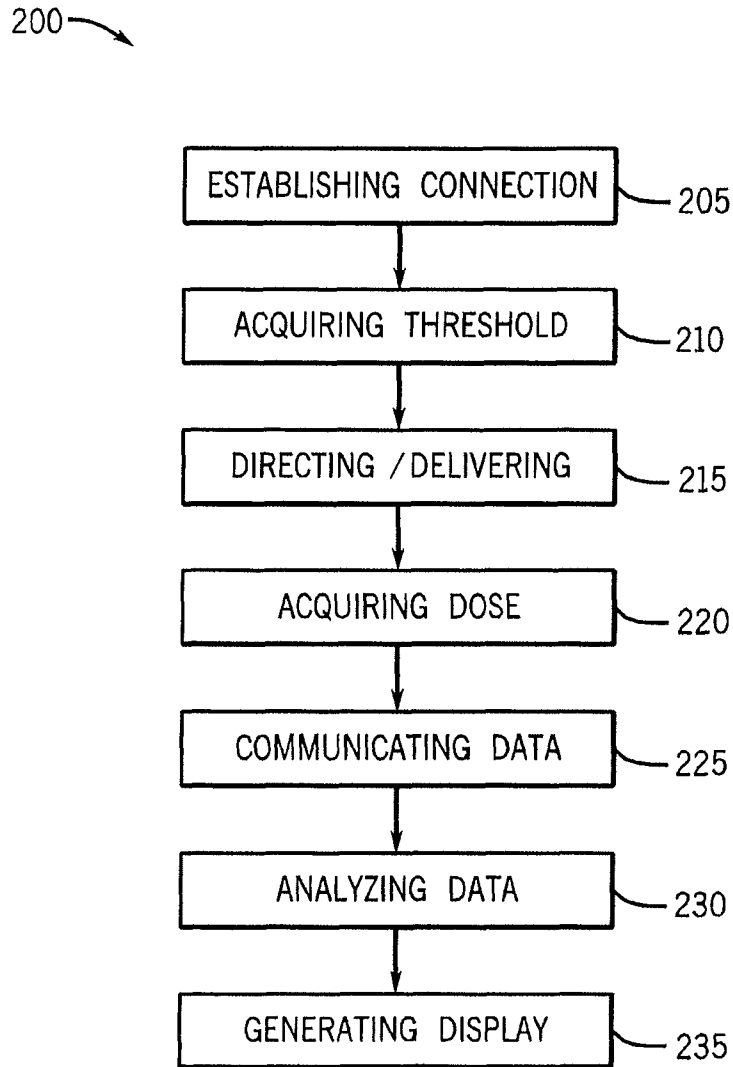 200
ESTABLISHING CONNECTION
205
ACQUIRING THRESHOLD
210
DIRECTING / DELIVERING
215
ACQUIRING DOSE
220
COMMUNICATING DATA
225
ANALYZING DATA
230
GENERATING DISPLAY
235